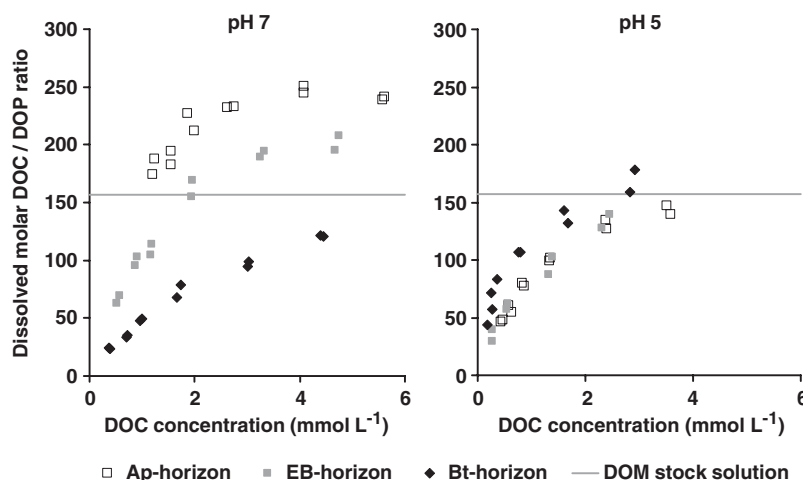 pH 7
pH 5
Dissolved molar DOC / DOP ratio
300
250
200
150
100
50
0
0 2 4 6
DOC concentration (mmol L⁻¹)
300
250
200
150
100
50
0
0 2 4 6
DOC concentration (mmol L⁻¹)
Ap-horizon EB-horizon Bt-horizon DOM stock solution